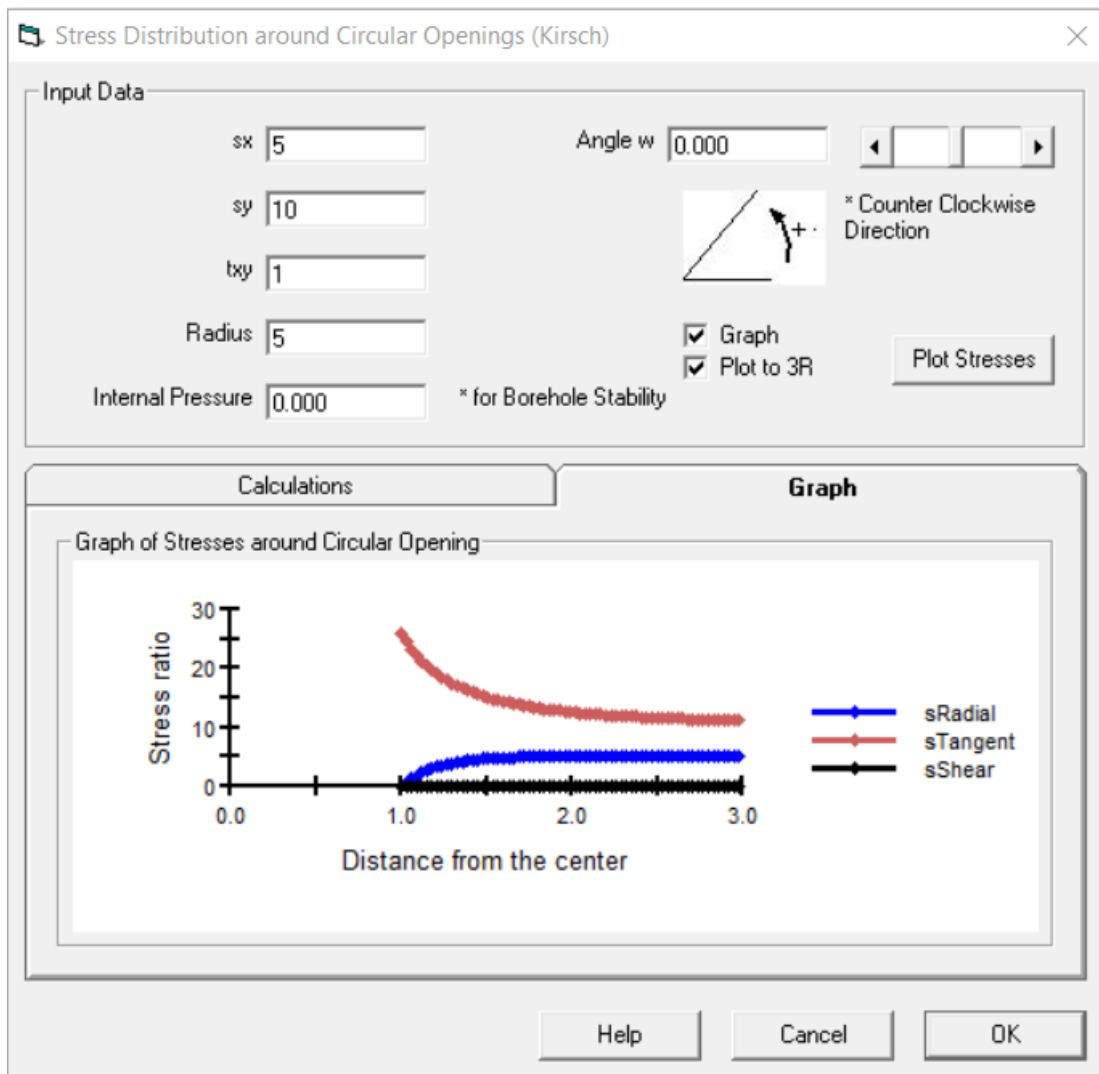 Stress Distribution around Circular Openings (Kirsch)
Input Data
sx 5
Angle w 0.000
sy 10
* Counter Clockwise
Direction
+
txy 1
Radius 5
Graph
Plot to 3R
Plot Stresses
Internal Pressure 0.000 * for Borehole Stability
Calculations
Graph
Graph of Stresses around Circular Opening
Stress ratio
30
20
10
0
0.0 1.0 2.0 3.0
Distance from the center
sRadial
sTangent
sShear
Help Cancel OK